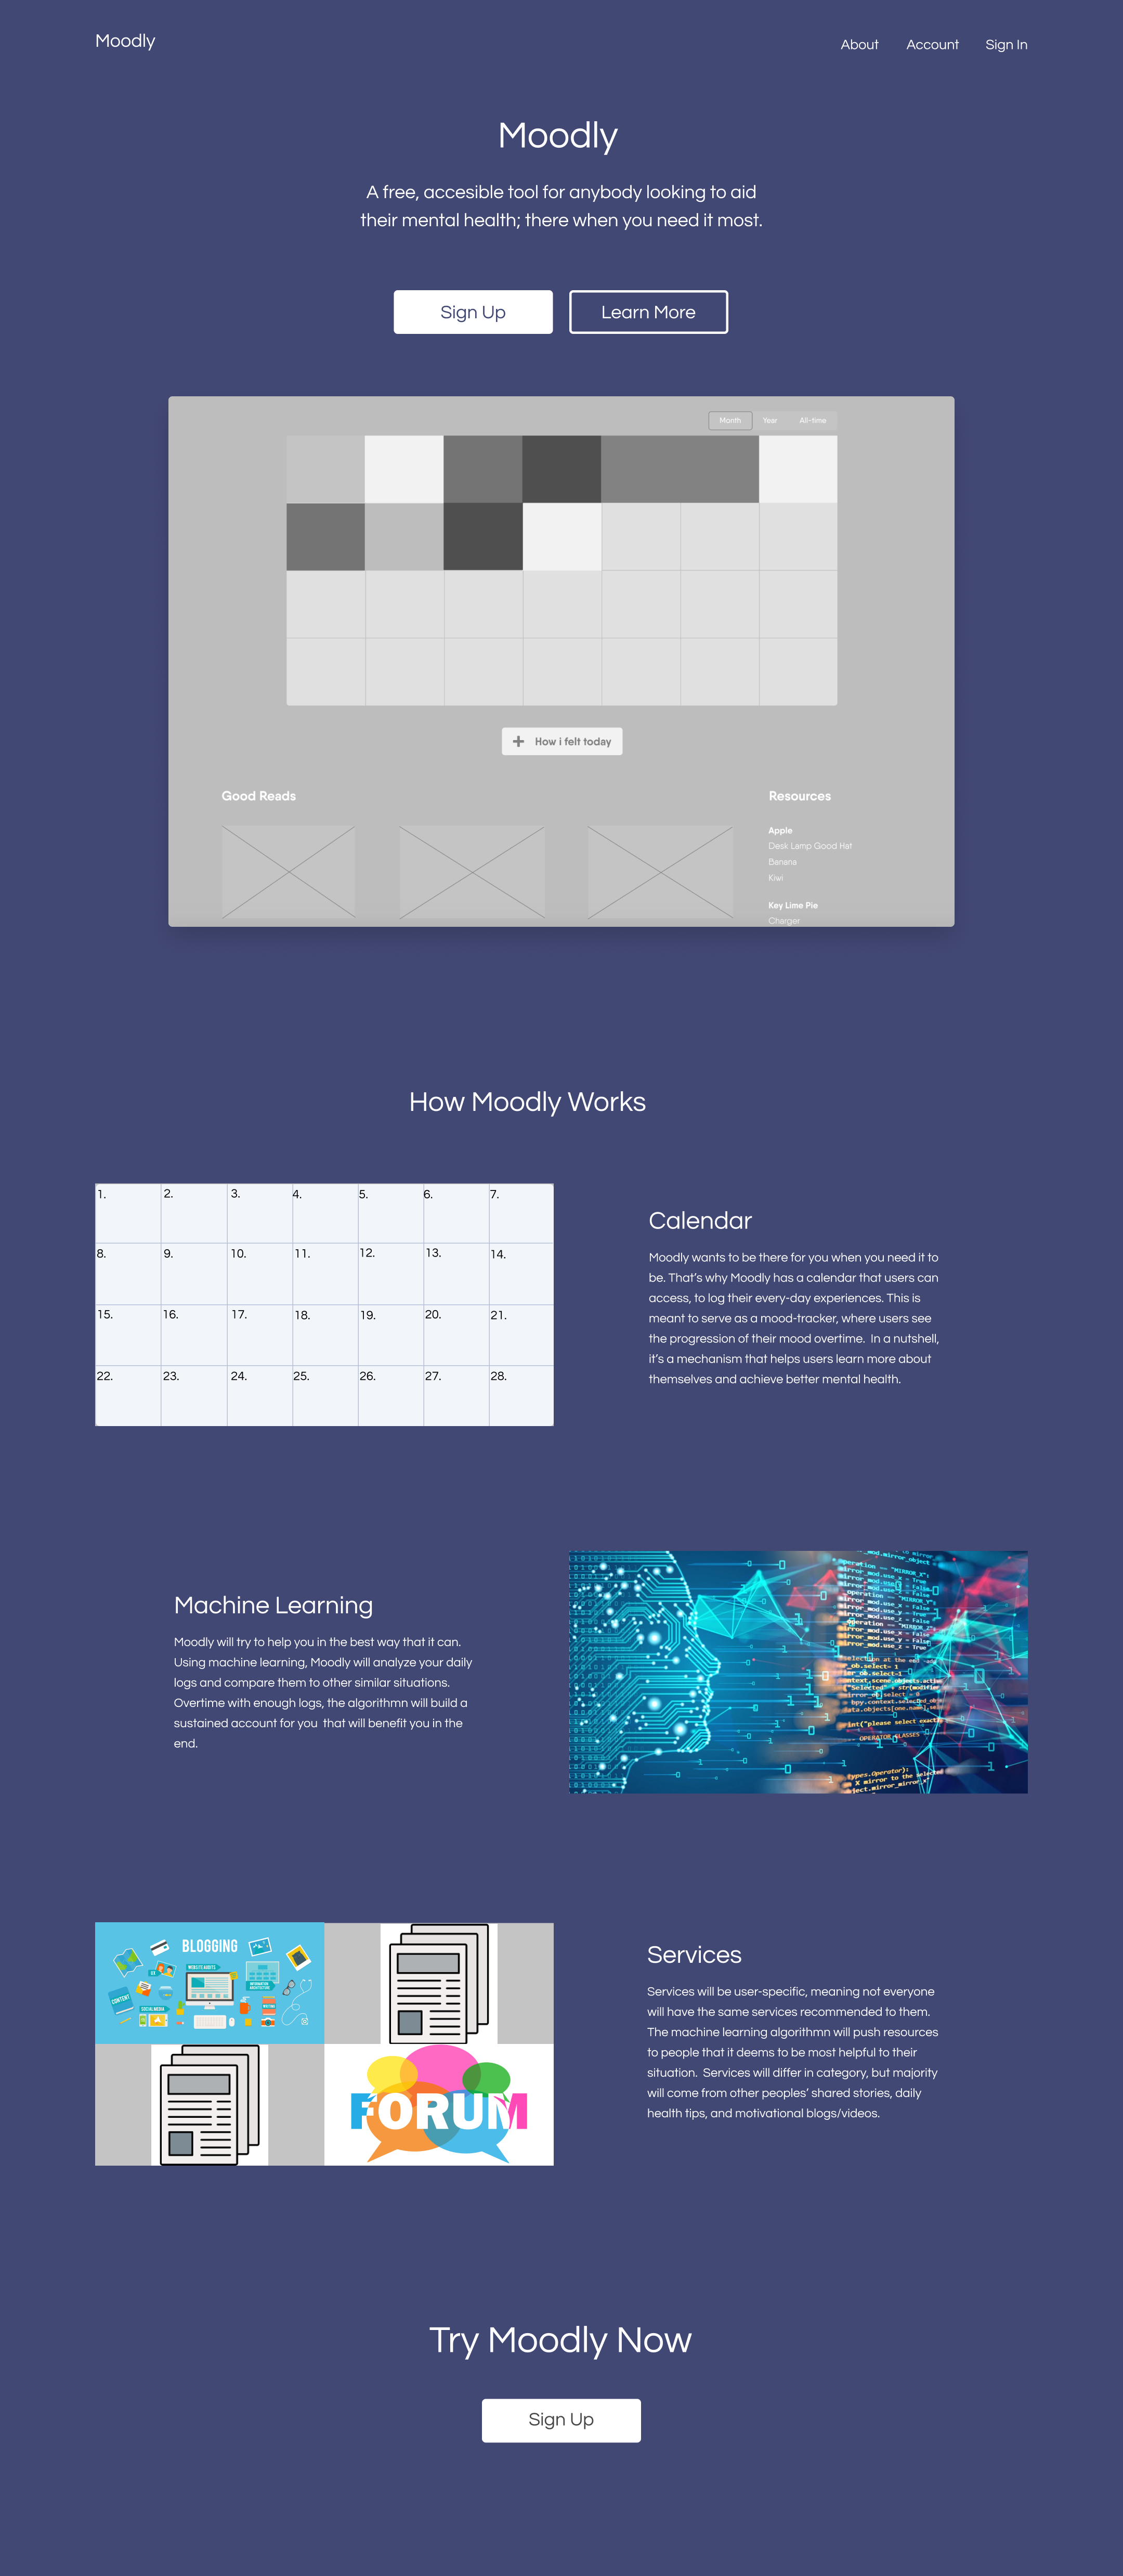 Moodly
About Account Sign In
Moodly
A free, accesible tool for anybody looking to aid
their mental health; there when you need it most.
Sign Up Learn More
Month Year All-time
How i felt today
Good Reads
Resources
Apple
Desk Lamp Good Hat
Banana
Kiwi
Key Lime Pie
Charger
How Moodly Works
1. 2. 3. 4. 5. 6. 7.
8. 9. 10. 11. 12. 13. 14.
15. 16. 17. 18. 19. 20. 21.
22. 23. 24. 25. 26. 27. 28.
Calendar
Moodly wants to be there for you when you need it to
be. That’s why Moodly has a calendar that users can
access, to log their every-day experiences. This is
meant to serve as a mood-tracker, where users see
the progression of their mood overtime.  In a nutshell,
it’s a mechanism that helps users learn more about
themselves and achieve better mental health.
Machine Learning
Moodly will try to help you in the best way that it can.
Using machine learning, Moodly will analyze your daily
logs and compare them to other similar situations.
Overtime with enough logs, the algorithmn will build a
sustained account for you  that will benefit you in the
end.
BLOGGING
WEBSITE AUDITS
CONTENT
SOCIAL MEDIA
FORUM
Services
Services will be user-specific, meaning not everyone
will have the same services recommended to them.
The machine learning algorithmn will push resources
to people that it deems to be most helpful to their
situation.  Services will differ in category, but majority
will come from other peoples’ shared stories, daily
health tips, and motivational blogs/videos.
Try Moodly Now
Sign Up